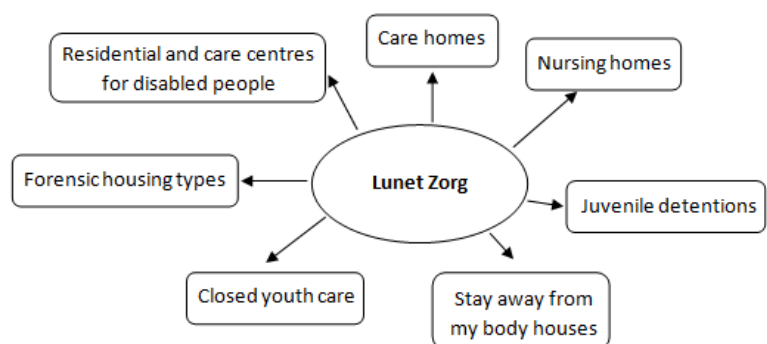 Care homes
Residential and care centres
for disabled people
Nursing homes
Lunet Zorg
Forensic housing types
Juvenile detentions
Closed youth care
Stay away from
my body houses